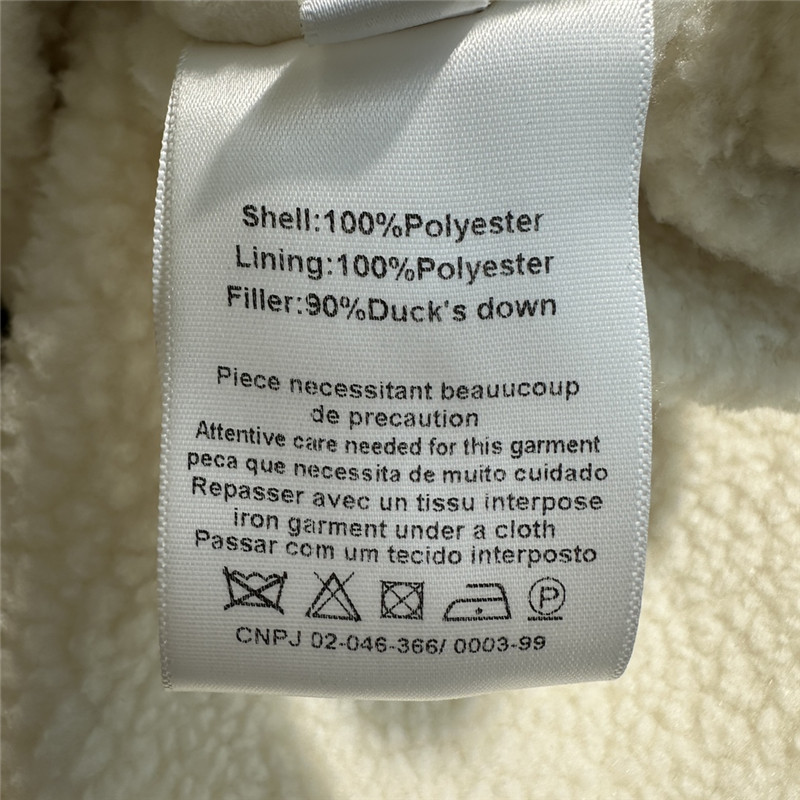 Shell:100%Polyester
Lining:100%Polyester
Filler:90%Duck's down
Piece necessitant beauucoup
de precaution
Attentive care needed for this garment
peca que necessita de muito cuidado
Repasser avec un tissu interpose
iron garment under a cloth
Passar com um tecido interposto
P
CNPJ 02-046-366/ 0003-99